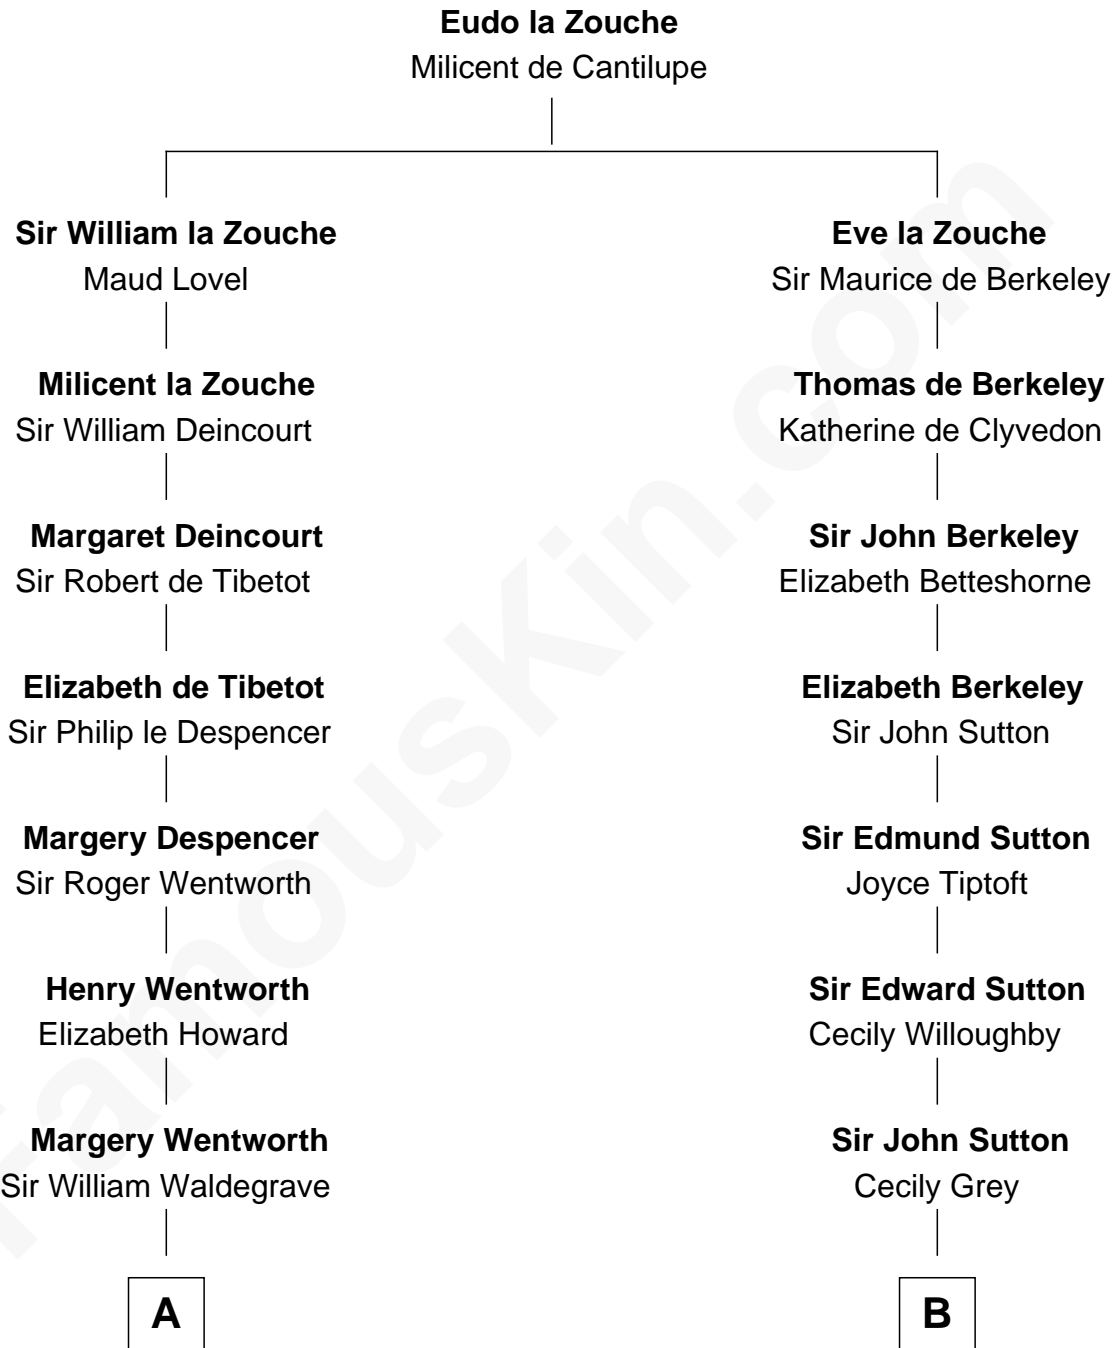 Eudo la Zouche
Milicent de Cantilupe
Sir William la Zouche
Maud Lovel
Eve la Zouche
Sir Maurice de Berkeley
Milicent la Zouche
Sir William Deincourt
Thomas de Berkeley
Katherine de Clyvedon
Margaret Deincourt
Sir Robert de Tibetot
Sir John Berkeley
Elizabeth Betteshorne
Elizabeth de Tibetot
Sir Philip le Despencer
Elizabeth Berkeley
Sir John Sutton
Margery Despencer
Sir Roger Wentworth
Sir Edmund Sutton
Joyce Tiptoft
Henry Wentworth
Elizabeth Howard
Sir Edward Sutton
Cecily Willoughby
Margery Wentworth
Sir William Waldegrave
Sir John Sutton
Cecily Grey
A
B
FamousKin.com